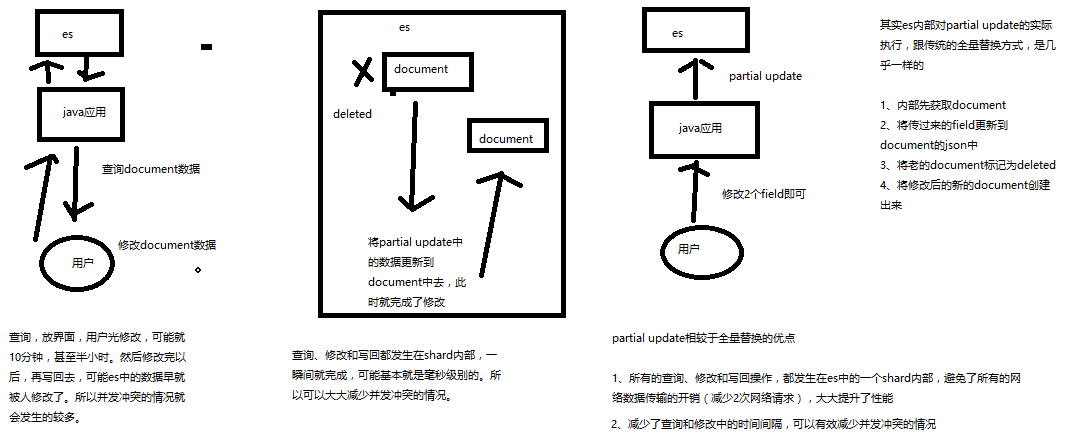 es
java应用
查询document数据
修改document数据
用户
查询，放界面，用户光修改，可能就
10分钟，甚至半小时。然后修改完以
后，再写回去，可能es中的数据早就
被人修改了。所以并发冲突的情况就
会发生的较多。
es
document
deleted
document
将partial update中
的数据更新到
document中去，此
时就完成了修改
查询、修改和写回都发生在shard内部，一
瞬间就完成，可能基本就是毫秒级别的。所
以可以大大减少并发冲突的情况。
es
partial update
java应用
修改2个field即可
用户
其实es内部对partial update的实际
执行，跟传统的全量替换方式，是几
乎一样的
1、内部先获取document
2、将传过来的field更新到
document的json中
3、将老的document标记为deleted
4、将修改后的新的document创建
出来
partial update相较于全量替换的优点
1、所有的查询、修改和写回操作，都发生在es中的一个shard内部，避免了所有的网
络数据传输的开销（减少2次网络请求），大大提升了性能
2、减少了查询和修改中的时间间隔，可以有效减少并发冲突的情况